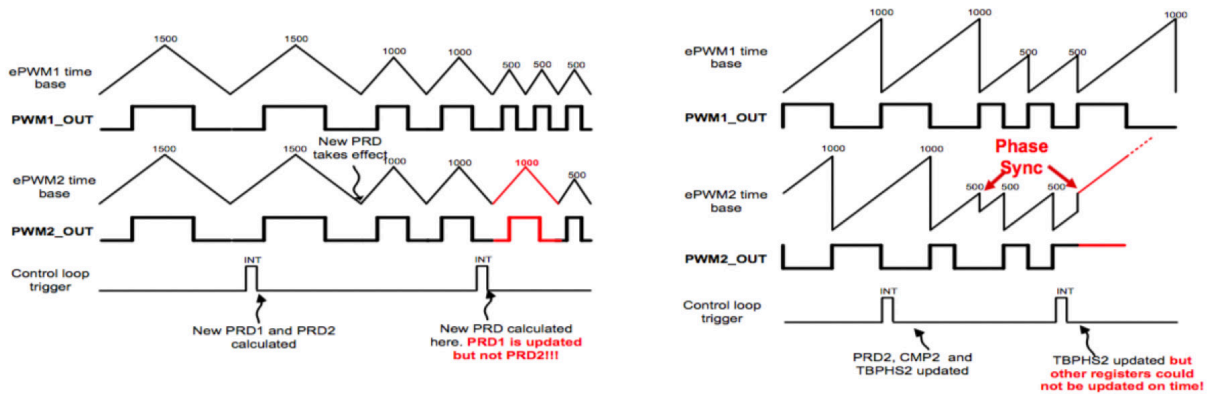 1500
1500
1000
1000
500
500
500
ePWM1 time
base
PWM1_OUT
New PRD
takes effect
1500
1500
1000
1000
1000
500
ePWM2 time
base
PWM2_OUT
Control loop
trigger
INT
INT
New PRD1 and PRD2
calculated
New PRD calculated
here. PRD1 is updated
but not PRD2!!!
1000
1000
500
500
1000
ePWM1 time
base
PWM1_OUT
Phase
Sync
1000
1000
500
500
500
ePWM2 time
base
PWM2_OUT
Control loop
trigger
INT
INT
PRD2, CMP2 and
TBPHS2 updated
TBPHS2 updated but
other registers could
not be updated on time!